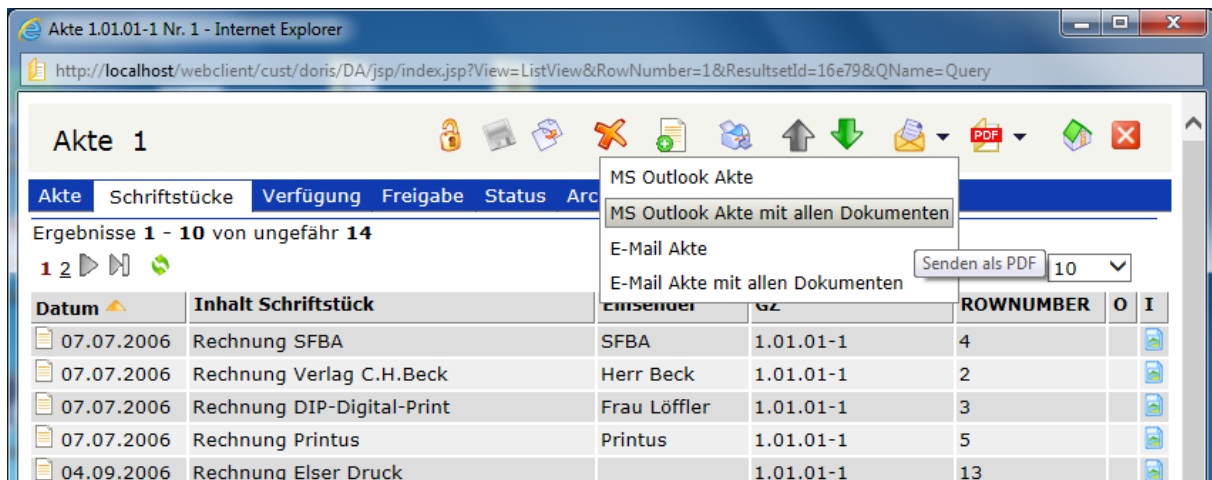 Akte 1.01.01-1 Nr. 1 - Internet Explorer
http://localhost/webclient/cust/doris/DA/jsp/index.jsp?View=ListView&RowNumber=1&ResultsetId=16e79&QName=Query
Akte 1
PDF
Akte Schriftstücke Verfügung Freigabe Status Arc
MS Outlook Akte
MS Outlook Akte mit allen Dokumenten
E-Mail Akte
E-Mail Akte mit allen Dokumenten
Senden als PDF
Ergebnisse 1 - 10 von ungefähr 14
1 2
10
Datum Inhalt Schriftstück Einsender GZ ROWNUMBER O I
07.07.2006 Rechnung SFBA SFBA 1.01.01-1 4
07.07.2006 Rechnung Verlag C.H.Beck Herr Beck 1.01.01-1 2
07.07.2006 Rechnung DIP-Digital-Print Frau Löffler 1.01.01-1 3
07.07.2006 Rechnung Printus Printus 1.01.01-1 5
04.09.2006 Rechnung Elser Druck 1.01.01-1 13